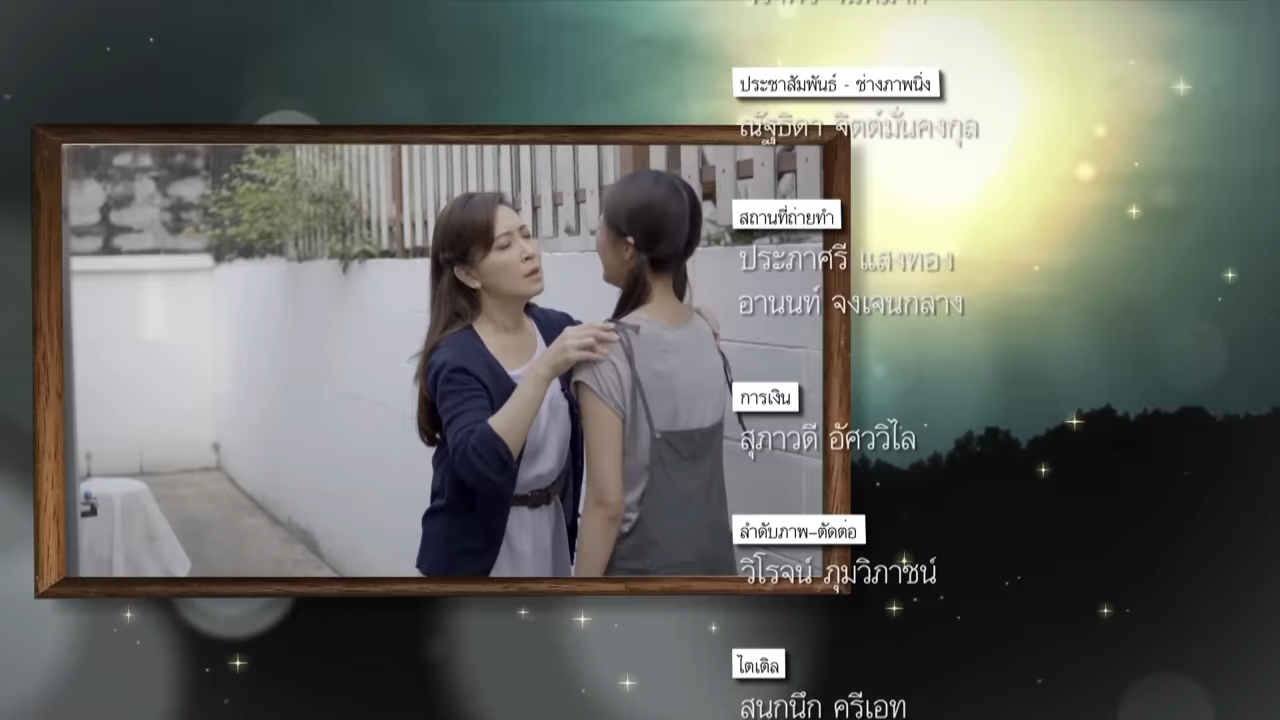 ประชาสัมพันธ์ - ช่างภาพนิ่ง
ณัฐธิดา จิตต์มั่นคงกุล
สถานที่ถ่ายทำ
ประภาศรี แสงทอง
อานนท์ จงเจนกลาง
การเงิน
สุภาวดี อัศววิไล
ลำดับภาพ-ตัดต่อ
วิโรจน์ ภุมวิภาชน์
ไตเติล
สนุกนึก ครีเอท